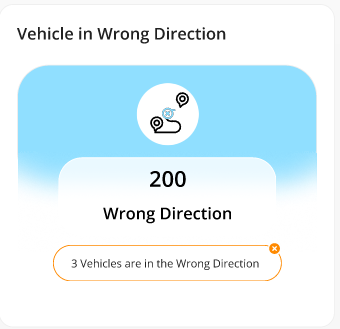 Vehicle in Wrong Direction
200
Wrong Direction
3 Vehicles are in the Wrong Direction